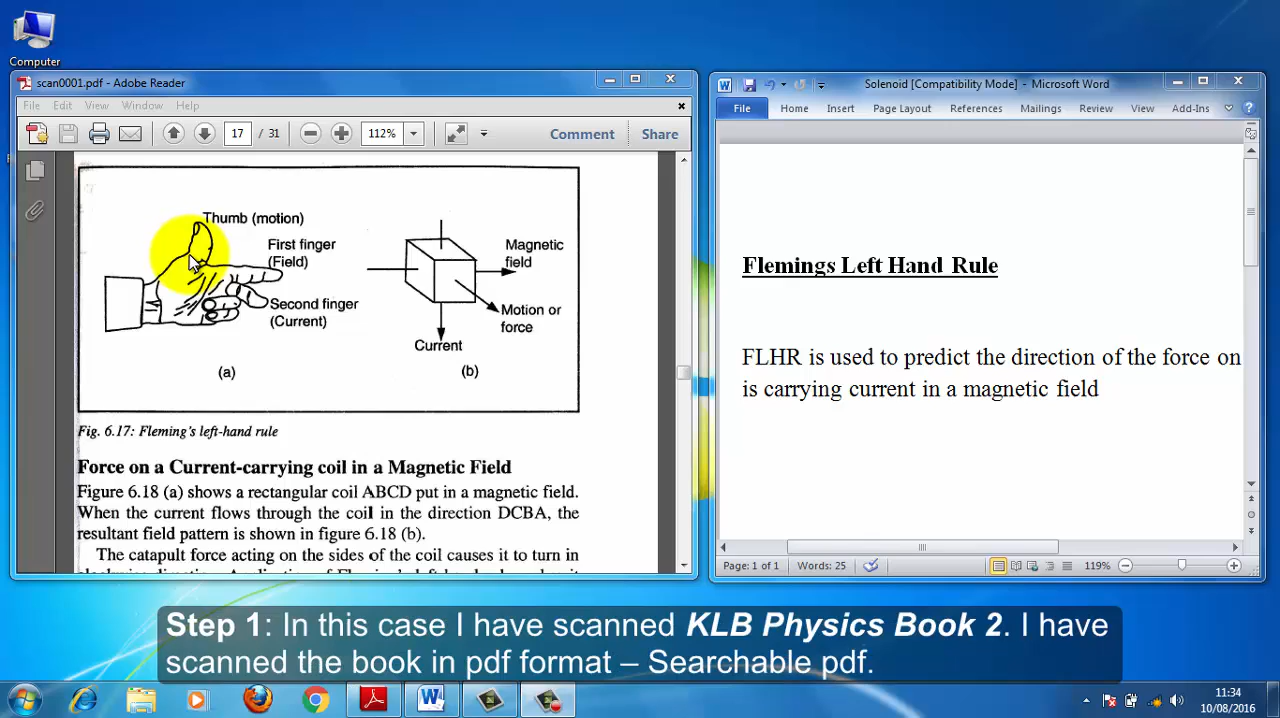 Computer
scan0001.pdf - Adobe Reader
File Edit View Window Help
17 / 31 112% Comment Share
Thumb (motion)
First finger
(Field)
Second finger
(Current)
(a)
Magnetic
field
Motion or
force
Current
(b)
Fig. 6.17: Fleming's left-hand rule
Force on a Current-carrying coil in a Magnetic Field
Figure 6.18 (a) shows a rectangular coil ABCD put in a magnetic field.
When the current flows through the coil in the direction DCBA, the
resultant field pattern is shown in figure 6.18 (b).
The catapult force acting on the sides of the coil causes it to turn in
Solenoid [Compatibility Mode] - Microsoft Word
File Home Insert Page Layout References Mailings Review View Add-Ins
Flemings Left Hand Rule
FLHR is used to predict the direction of the force on
is carrying current in a magnetic field
Page: 1 of 1 Words: 25 119%
Step 1: In this case I have scanned KLB Physics Book 2. I have
scanned the book in pdf format – Searchable pdf.
11:34
10/08/2016